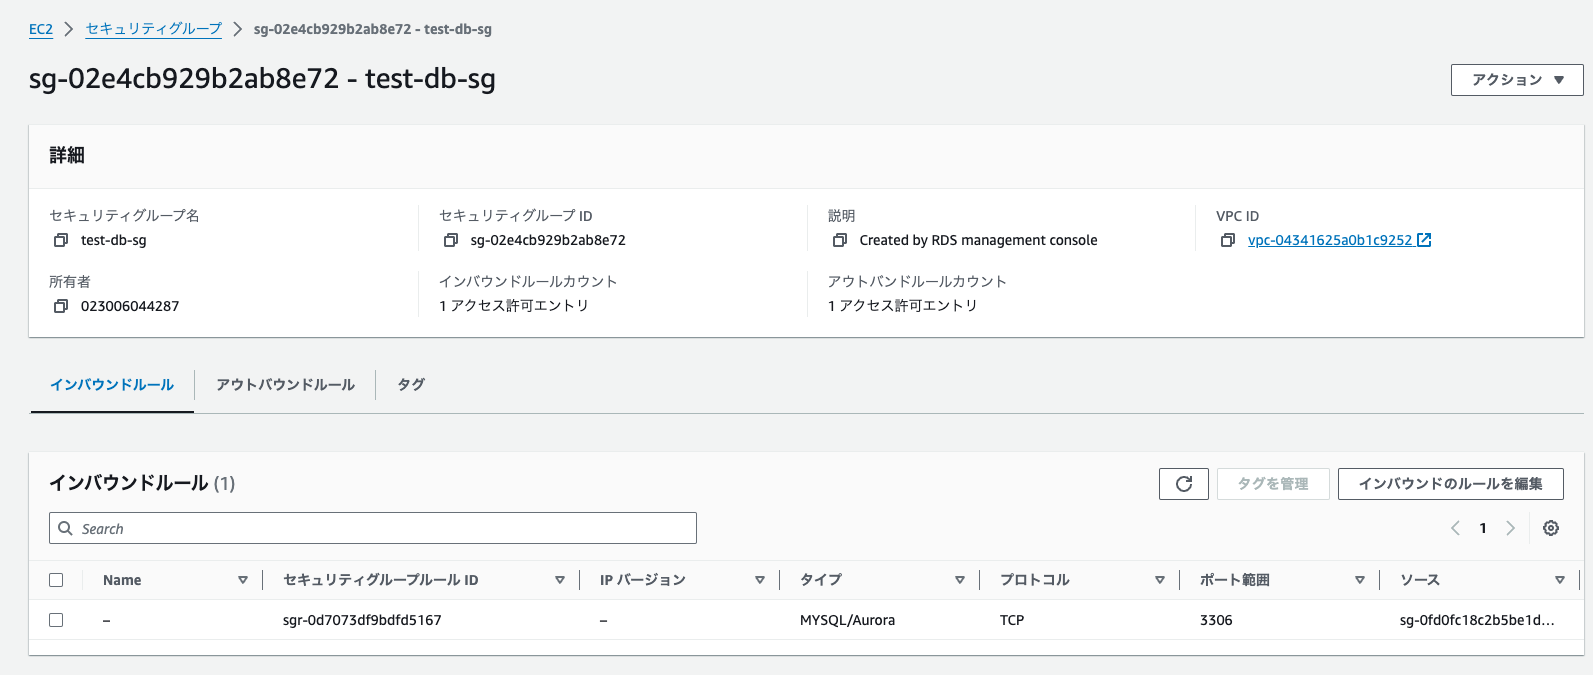 EC2 > セキュリティグループ > sg-02e4cb929b2ab8e72 - test-db-sg
sg-02e4cb929b2ab8e72 - test-db-sg
アクション ▼
詳細
セキュリティグループ名 セキュリティグループ ID 説明 VPC ID
test-db-sg sg-02e4cb929b2ab8e72 Created by RDS management console vpc-04341625a0b1c9252
所有者 インバウンドルールカウント アウトバンドルールカウント
023006044287 1 アクセス許可エントリ 1 アクセス許可エントリ
インバウンドルール アウトバウンドルール タグ
インバウンドルール (1) タグを管理 インバウンドのルールを編集
Search 1
Name セキュリティグループルール ID IP バージョン タイプ プロトコル ポート範囲 ソース
– sgr-0d7073df9bdfd5167 – MYSQL/Aurora TCP 3306 sg-0fd0fc18c2b5be1d...